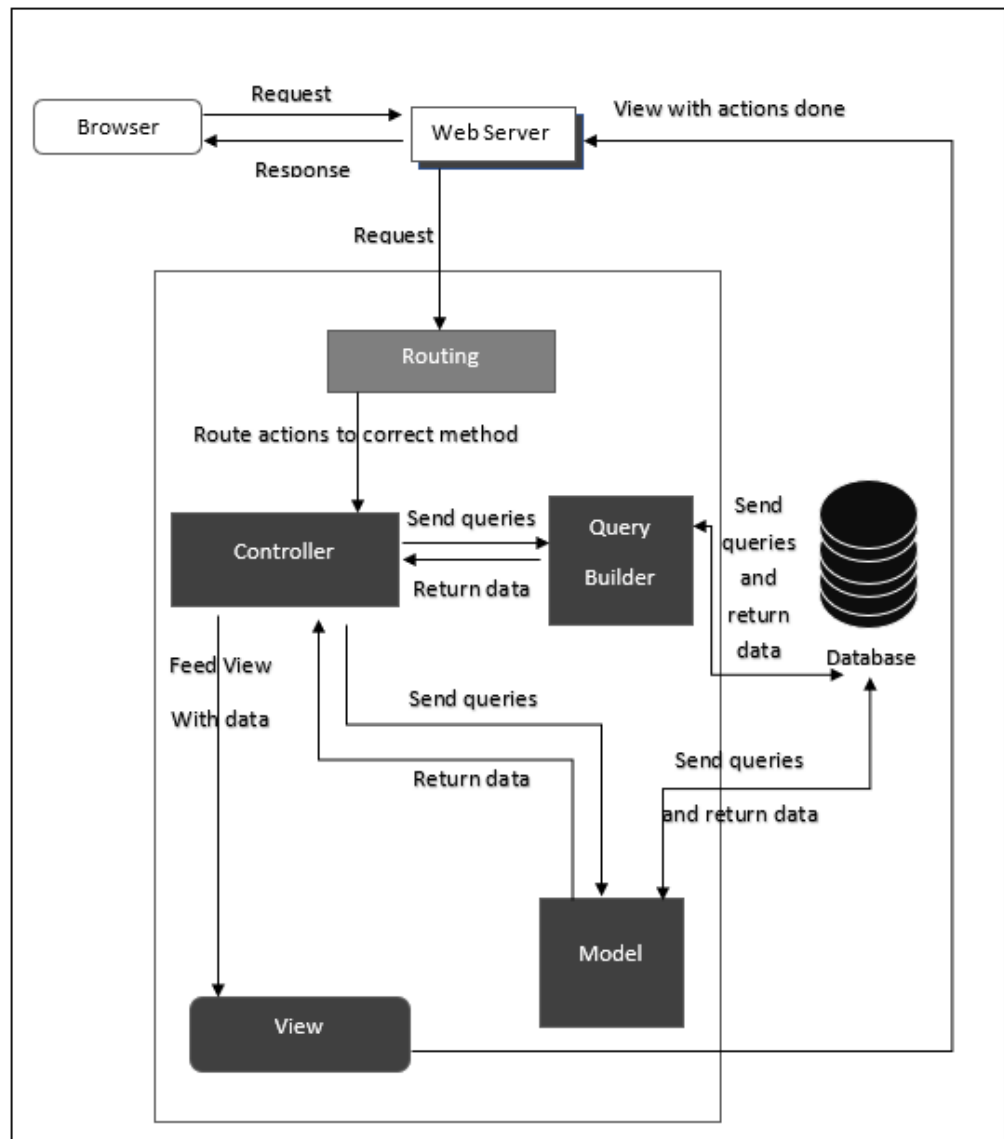 Request
View with actions done
Browser
Web Server
Response
Request
Routing
Route actions to correct method
Controller
Send queries
Return data
Query
Builder
Send
queries
and
return
data
Database
Feed View
With data
Send queries
Return data
Send queries
and return data
Model
View